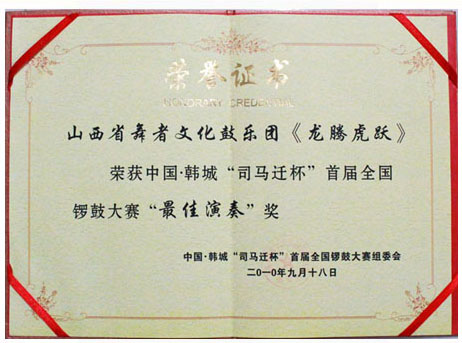 荣誉证书
HONORARY CREDENTIAL
山西省舞者文化鼓乐团《龙腾虎跃》
荣获中国·韩城“司马迁杯”首届全国
锣鼓大赛“最佳演奏”奖
中国·韩城“司马迁杯”首届全国锣鼓大赛组委会
二0一0年九月十八日